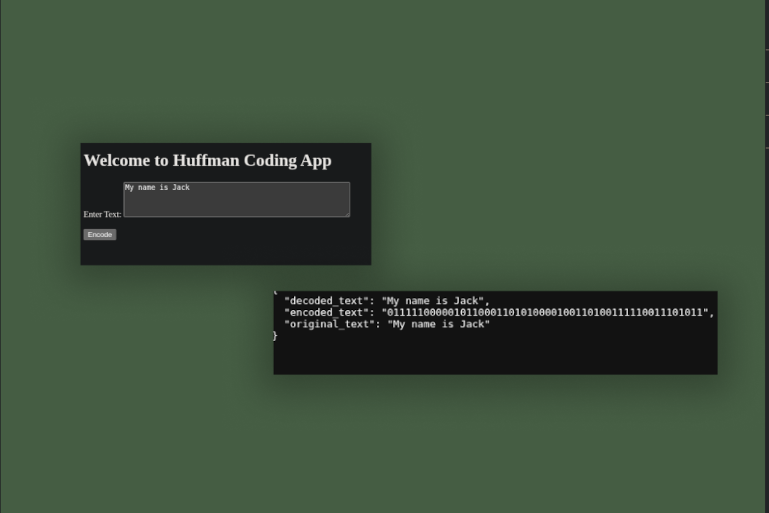 Welcome to Huffman Coding App
My name is Jack
Enter Text:
Encode
{
"decoded_text": "My name is Jack",
"encoded_text": "0111110000010110001101010000100110100111110011101011",
"original_text": "My name is Jack"
}